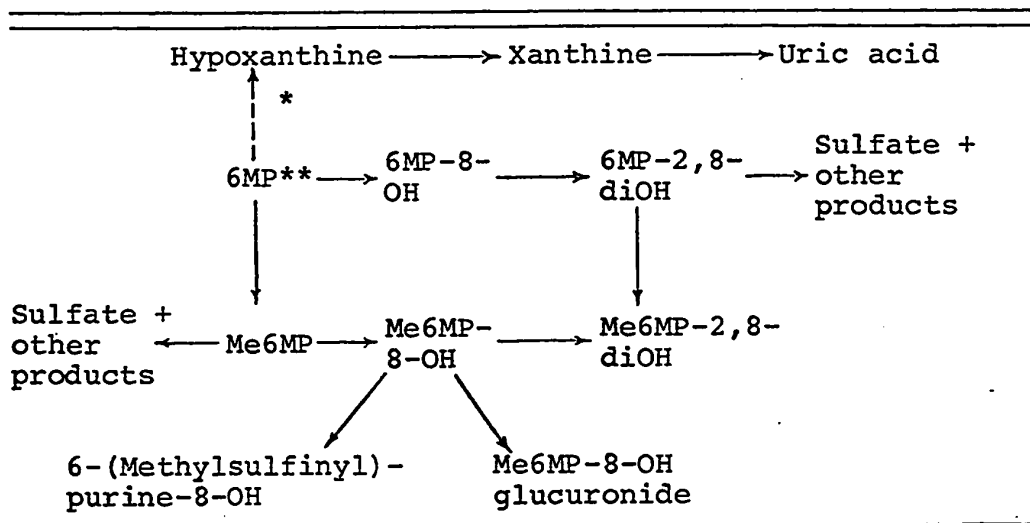 Hypoxanthine Xanthine Uric acid
*
6MP**
6MP-8-
OH
6MP-2,8-
diOH
Sulfate +
other
products
Sulfate +
other
products
Me6MP
Me6MP-
8-OH
Me6MP-2,8-
diOH
6-(Methylsulfinyl)-
purine-8-OH
Me6MP-8-OH
glucuronide